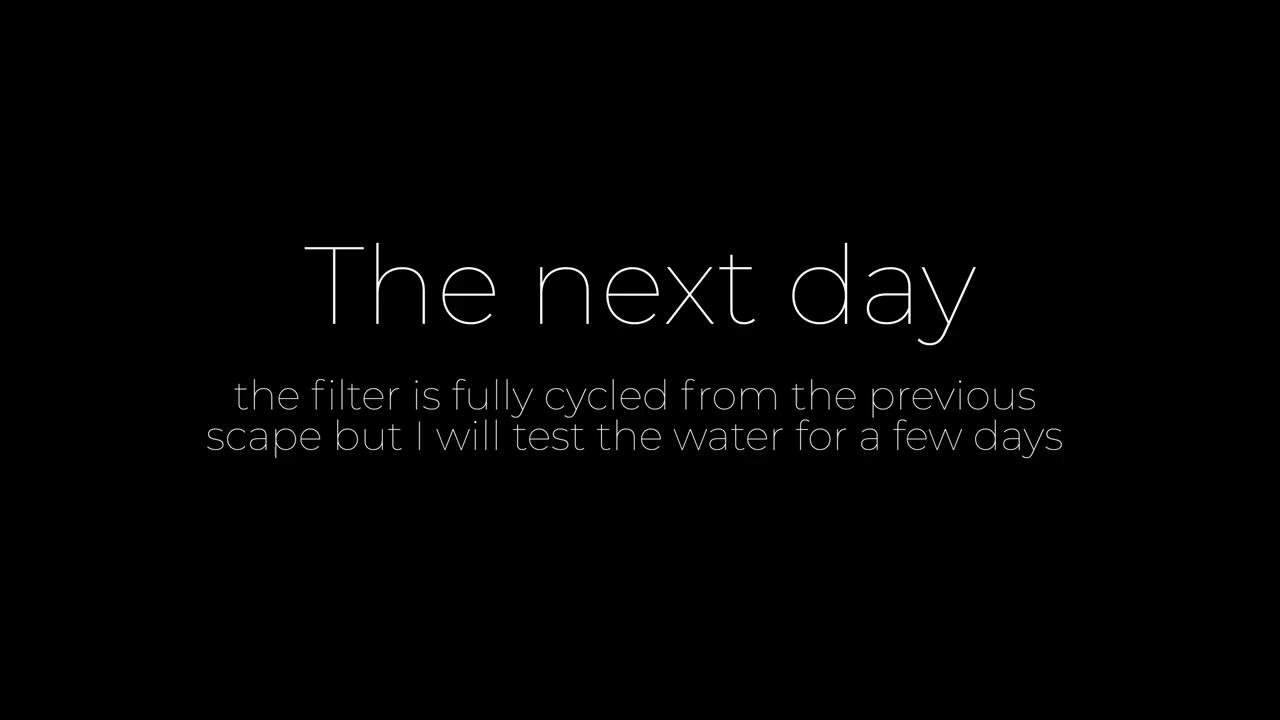 The next day
the filter is fully cycled from the previous
scape but I will test the water for a few days